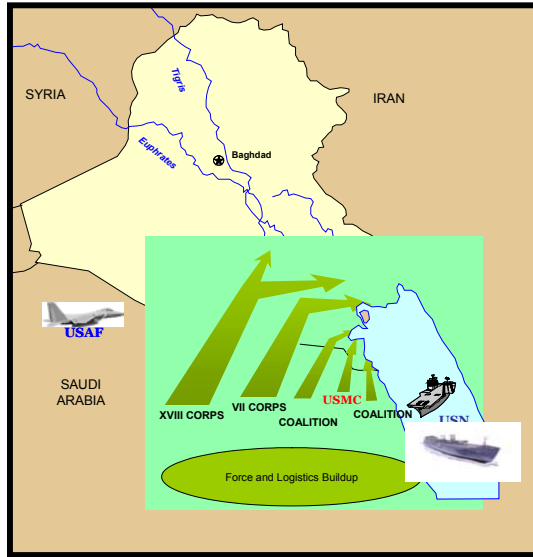 Tigris
SYRIA
IRAN
Euphrates
Baghdad
USAF
SAUDI
ARABIA
XVIII CORPS
VII CORPS
COALITION
USMC
COALITION
USN
Force and Logistics Buildup